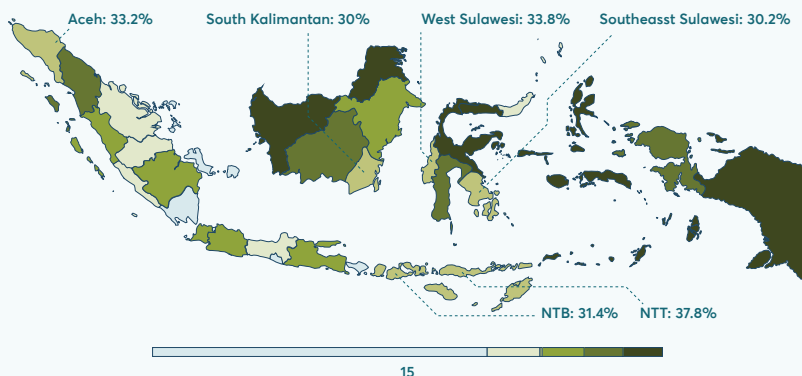 Aceh: 33.2%
South Kalimantan: 30%
West Sulawesi: 33.8%
Southeasst Sulawesi: 30.2%
NTB: 31.4%
NTT: 37.8%
15